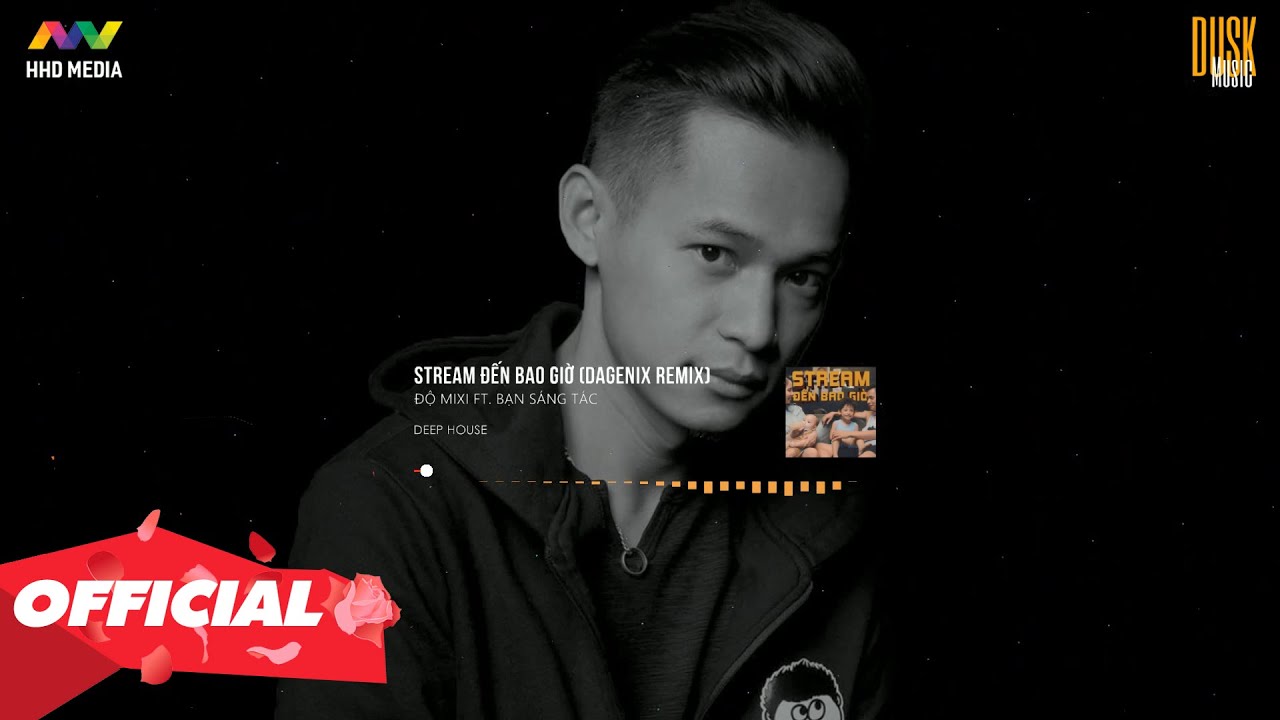 HHD MEDIA
DUSK
MUSIC
STREAM ĐẾN BAO GIỜ (DAGENIX REMIX)
ĐỘ MIXI FT. BẠN SÁNG TÁC
DEEP HOUSE
STREAM
ĐẾN BAO GIỜ
OFFICIAL